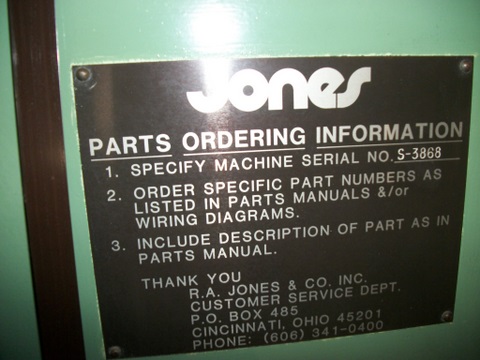 Jones
PARTS ORDERING INFORMATION
1. SPECIFY MACHINE SERIAL NO. S-3868
2. ORDER SPECIFIC PART NUMBERS AS
LISTED IN PARTS MANUALS &/or
WIRING DIAGRAMS.
3. INCLUDE DESCRIPTION OF PART AS IN
PARTS MANUAL.
THANK YOU
R.A. JONES & CO. INC.
CUSTOMER SERVICE DEPT.
P.O. BOX 485
CINCINNATI, OHIO 45201
PHONE: (606) 341-0400